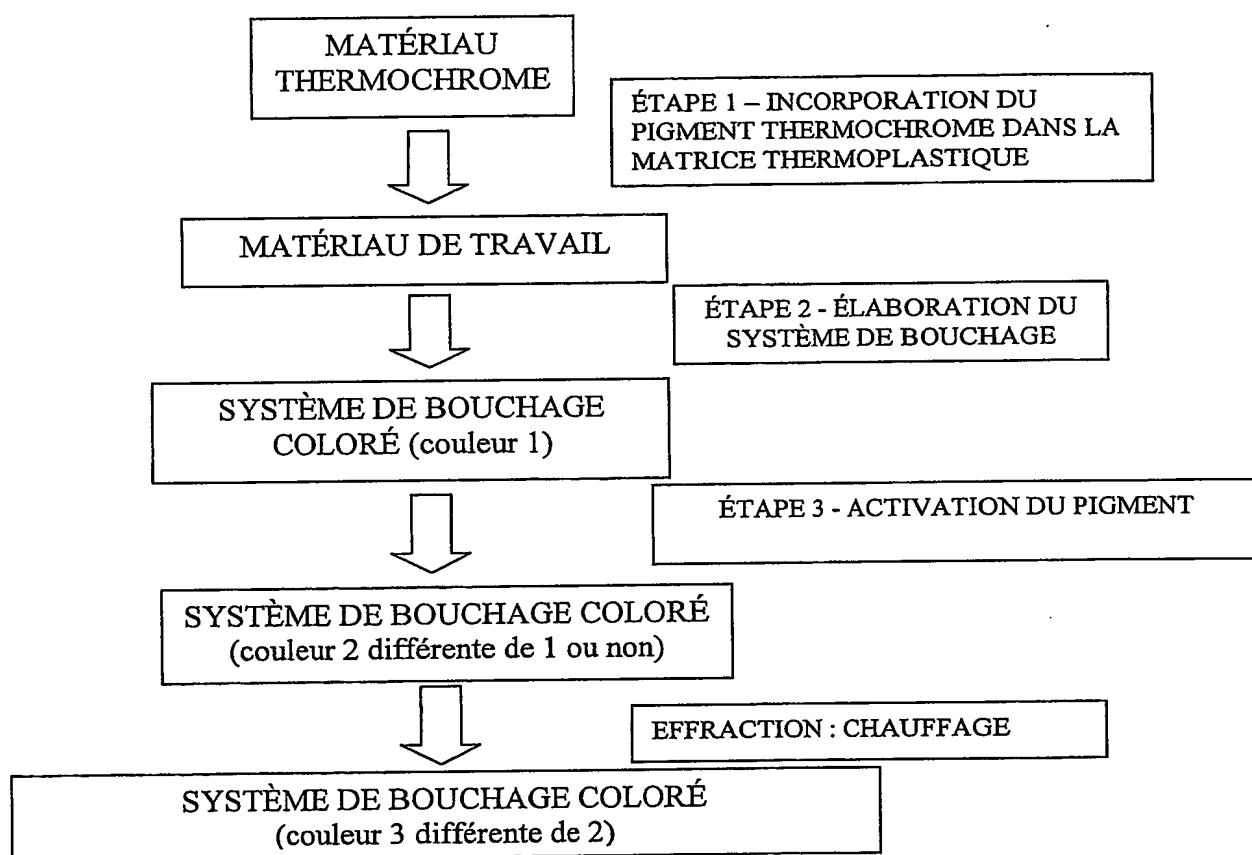 MATÉRIAU
THERMOCHROME
ÉTAPE 1 – INCORPORATION DU
PIGMENT THERMOCHROME DANS LA
MATRICE THERMOPLASTIQUE
MATÉRIAU DE TRAVAIL
ÉTAPE 2 - ÉLABORATION DU
SYSTÈME DE BOUCHAGE
SYSTÈME DE BOUCHAGE
COLORÉ (couleur 1)
ÉTAPE 3 - ACTIVATION DU PIGMENT
SYSTÈME DE BOUCHAGE COLORÉ
(couleur 2 différente de 1 ou non)
EFFRACTION : CHAUFFAGE
SYSTÈME DE BOUCHAGE COLORÉ
(couleur 3 différente de 2)